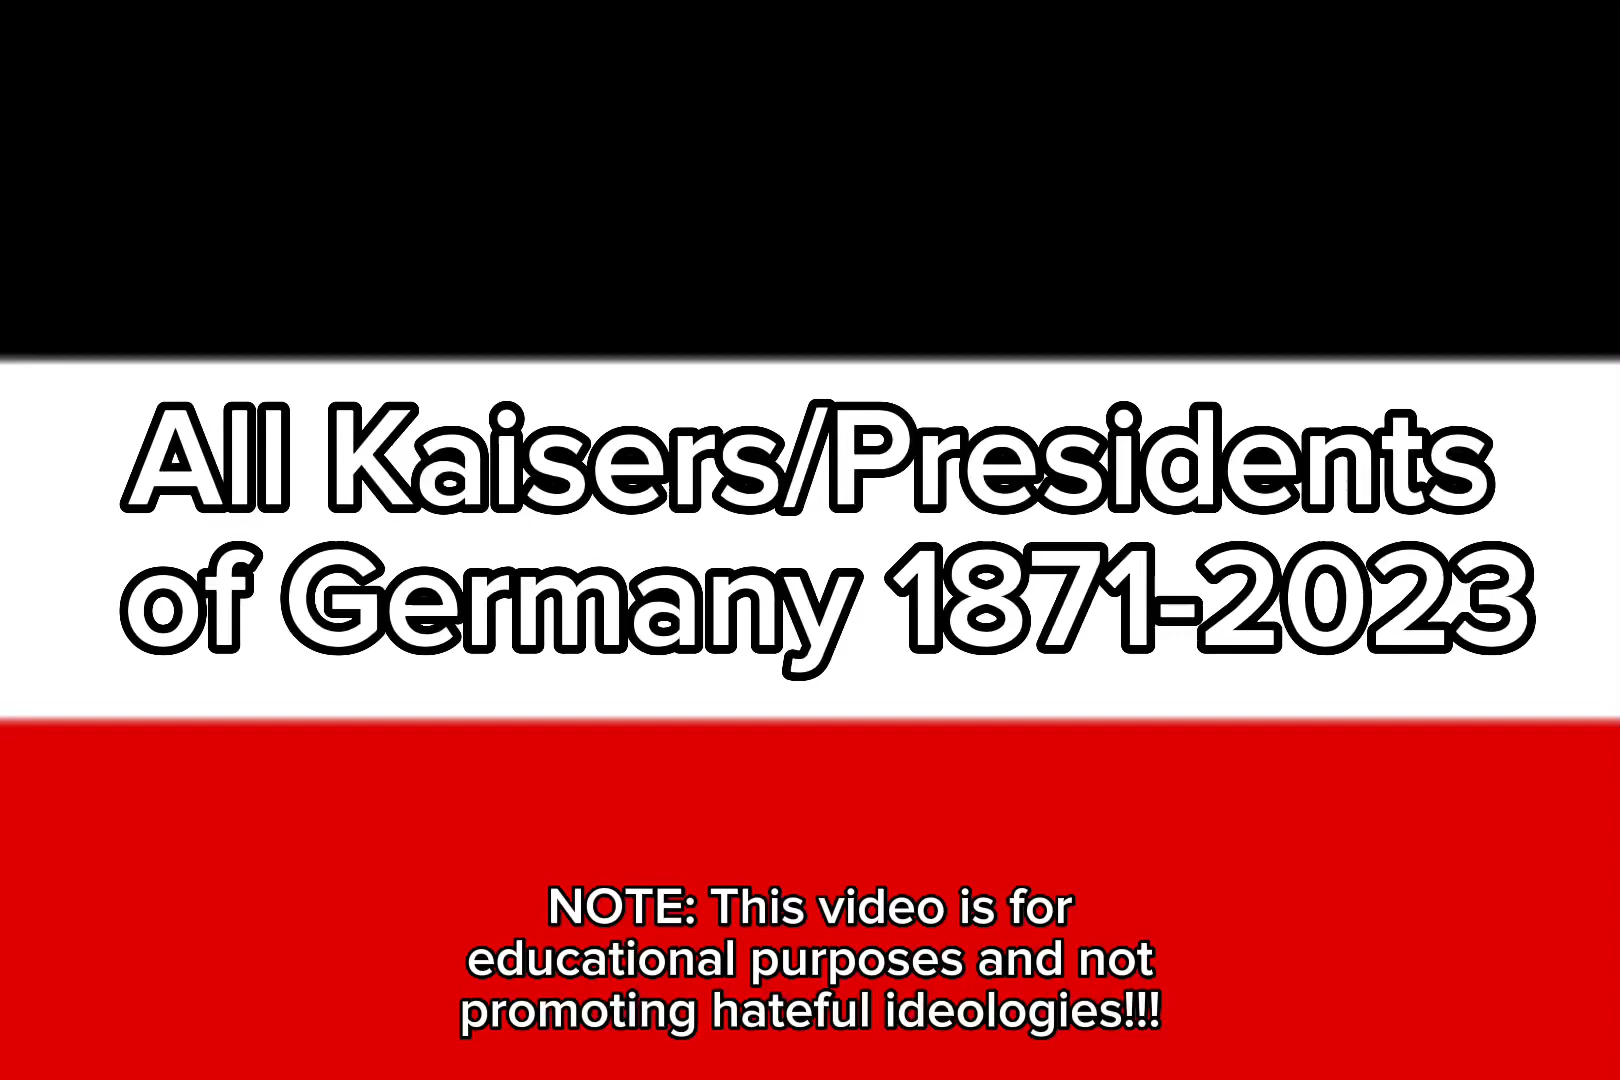 All Kaisers/Presidents
of Germany 1871-2023
NOTE: This video is for
educational purposes and not
promoting hateful ideologies!!!